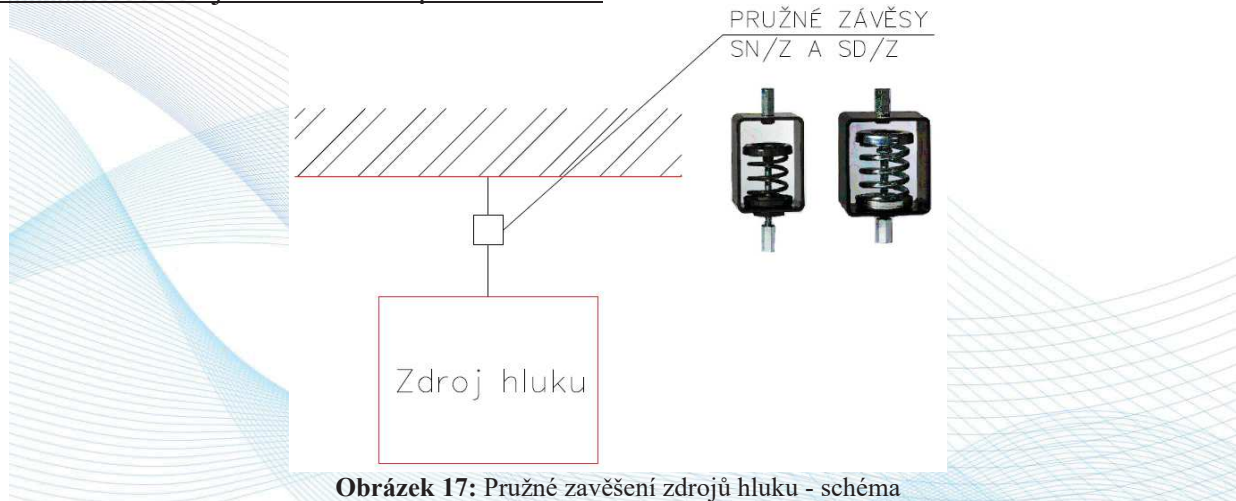 PRUŽNÉ ZÁVĚSY
SN/Z A SD/Z
Zdroj hluku
Obrázek 17: Pružné zavěšení zdrojů hluku - schéma